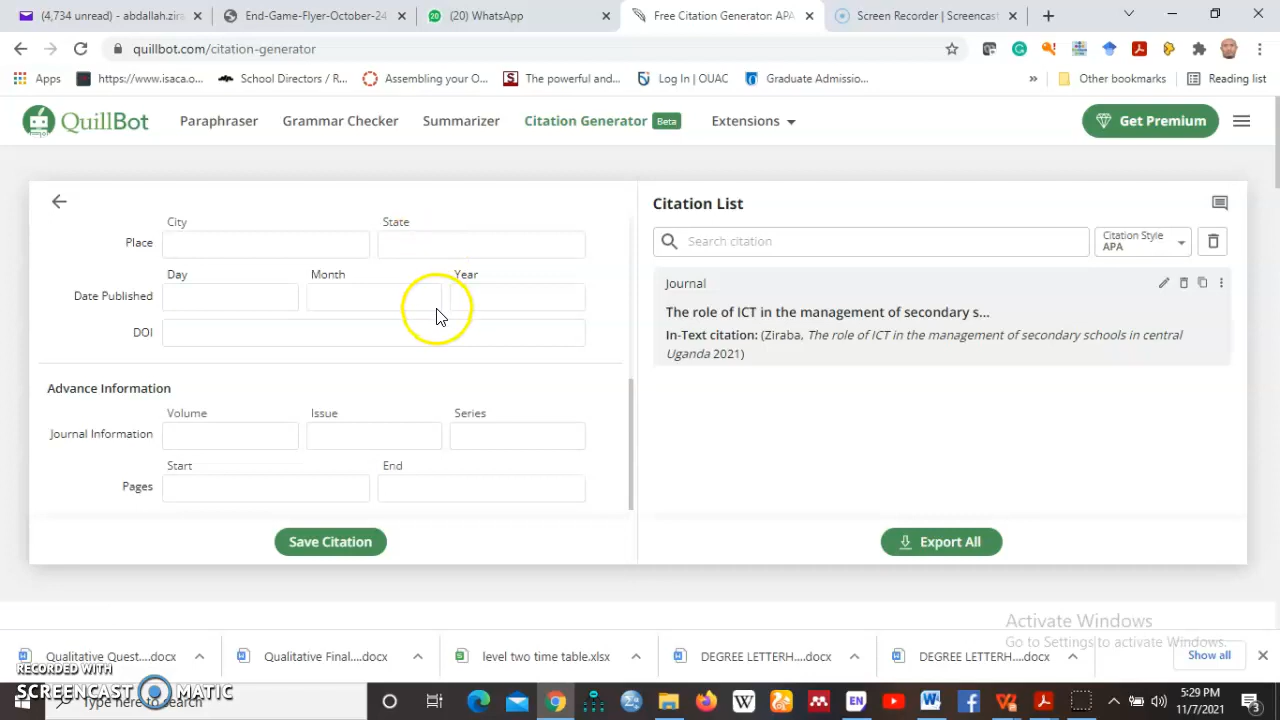 (4,734 unread) - abdallah.zira
End-Game-Flyer-October-24
(20) WhatsApp
Free Citation Generator: APA
Screen Recorder | Screencast
quillbot.com/citation-generator
Apps
https://www.isaca.o...
School Directors / R...
Assembling your O...
The powerful and...
Log In | OUAC
Graduate Admissio...
Other bookmarks
Reading list
QuillBot
Paraphraser
Grammar Checker
Summarizer
Citation Generator Beta
Extensions
Get Premium
City
State
Place
Day
Month
Year
Date Published
DOI
Advance Information
Volume
Issue
Series
Journal Information
Start
End
Pages
Save Citation
Citation List
Search citation
Citation Style
APA
Journal
The role of ICT in the management of secondary s...
In-Text citation: (Ziraba, The role of ICT in the management of secondary schools in central
Uganda 2021)
Export All
Activate Windows
Go to Settings to activate Windows.
Qualitative Quest....docx
Qualitative Final....docx
level two time table.xlsx
DEGREE LETTERH....docx
DEGREE LETTERH....docx
Show all
RECORDED WITH
SCREENCAST MATIC
Type here to search
20
W
EN
5:29 PM
11/7/2021
3